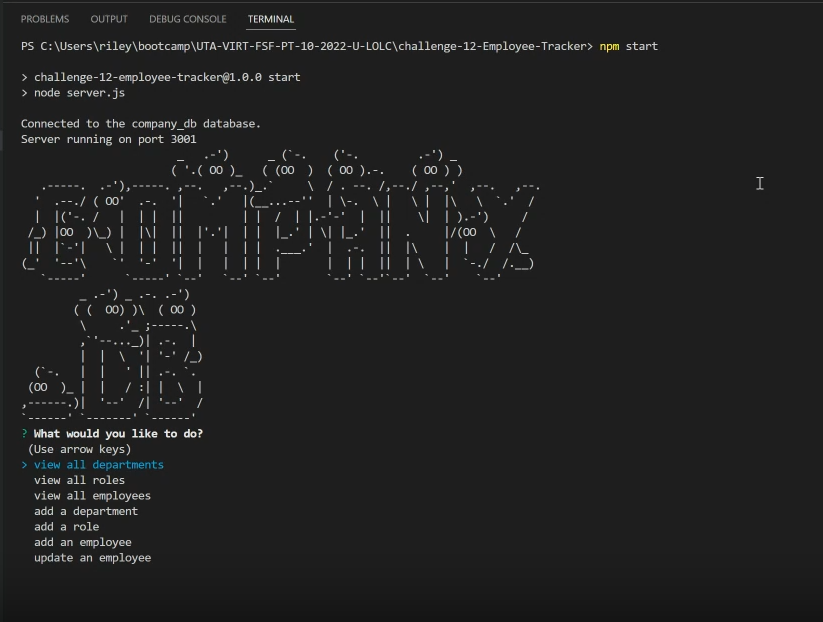 PROBLEMS OUTPUT DEBUG CONSOLE TERMINAL
PS C:\Users\riley\bootcamp\UTA-VIRT-FSF-PT-10-2022-U-LOLC\challenge-12-Employee-Tracker> npm start
> challenge-12-employee-tracker@1.0.0 start
> node server.js
Connected to the company_db database.
Server running on port 3001
COMPANY
_DB
? What would you like to do?
(Use arrow keys)
> view all departments
view all roles
view all employees
add a department
add a role
add an employee
update an employee